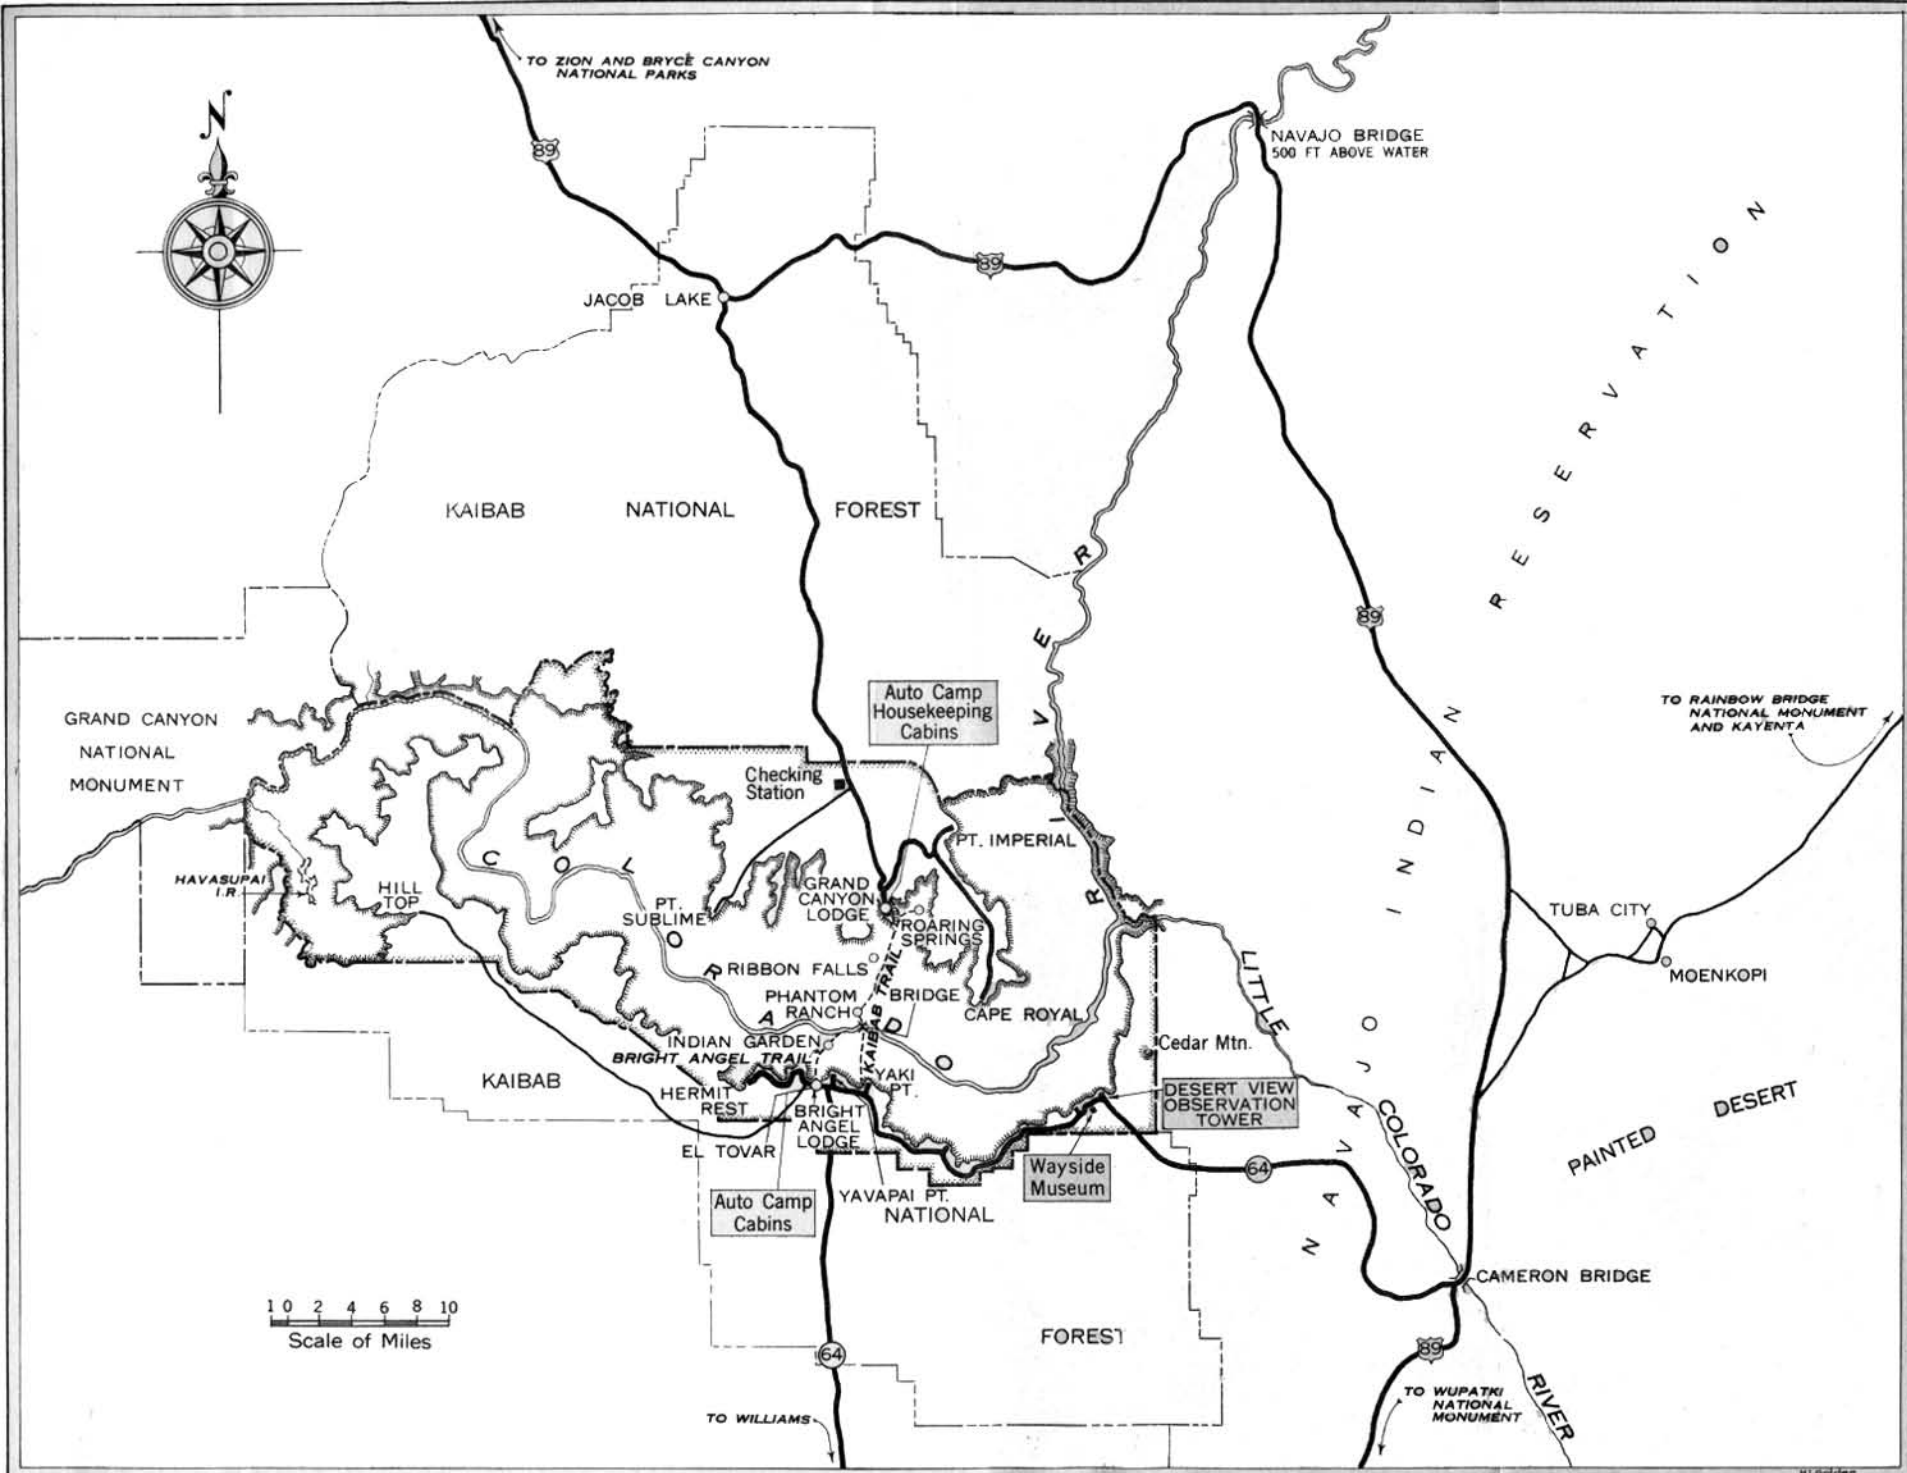 TO ZION AND BRYCE CANYON
NATIONAL PARKS
N
89
NAVAJO BRIDGE
500 FT ABOVE WATER
89
JACOB LAKE
KAIBAB NATIONAL FOREST
89
NAVAJO INDIAN RESERVATION
TO RAINBOW BRIDGE
NATIONAL MONUMENT
AND KAYENTA
GRAND CANYON
NATIONAL
MONUMENT
Auto Camp
Housekeeping
Cabins
Checking
Station
PT. IMPERIAL
COLORADO RIVER
HAVASUPAI
I.R.
HILL
TOP
PT.
SUBLIME
GRAND
CANYON
LODGE
ROARING
SPRINGS
TUBA CITY
MOENKOPI
RIBBON FALLS
KAIBAB TRAIL
PHANTOM
RANCH
BRIDGE
CAPE ROYAL
INDIAN GARDEN
BRIGHT ANGEL TRAIL
Cedar Mtn.
LITTLE COLORADO RIVER
KAIBAB
HERMIT
REST
YAKI
PT.
BRIGHT
ANGEL
LODGE
DESERT VIEW
OBSERVATION
TOWER
PAINTED DESERT
EL TOVAR
Wayside
Museum
64
Auto Camp
Cabins
YAVAPAI PT.
NATIONAL
CAMERON BRIDGE
1 0 2 4 6 8 10
Scale of Miles
FOREST
64
89
TO WILLIAMS
TO WUPATKI
NATIONAL
MONUMENT